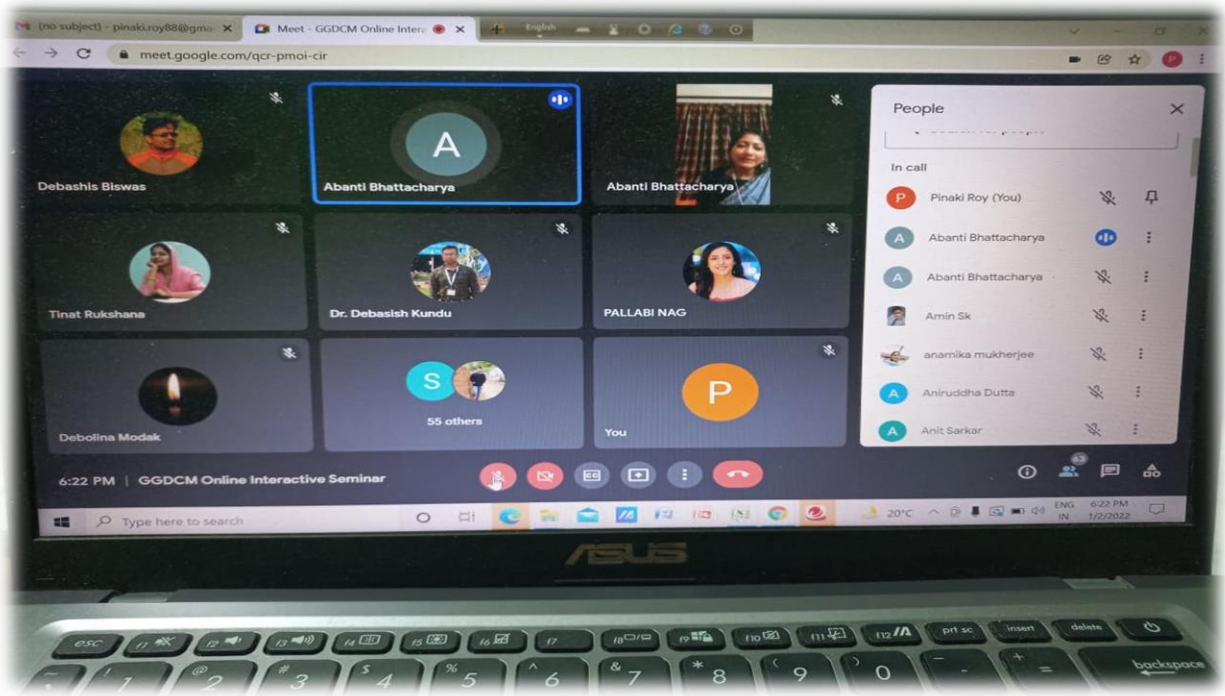 (no subject) - pinaki.roy88@gma
Meet - GGDCM Online Intera
English
meet.google.com/qcr-pmoi-cir
P
Debashis Biswas
A
Abanti Bhattacharya
Abanti Bhattacharya
Tinat Rukshana
Dr. Debasish Kundu
PALLABI NAG
Debolina Modak
S
55 others
P
You
People
In call
P Pinaki Roy (You)
A Abanti Bhattacharya
A Abanti Bhattacharya
Amin Sk
anamika mukherjee
A Aniruddha Dutta
A Anit Sarkar
6:22 PM | GGDCM Online Interactive Seminar
CC
63
Type here to search
20°C
ENG
IN
6:22 PM
1/2/2022
ASUS
esc f1 f2 f3 f4 f5 f6 f7 f8 f9 f10 f11 f12 prt sc insert delete
~ ! 1 @ 2 # 3 $ 4 % 5 ^ 6 & 7 * 8 ( 9 ) 0 _ - + = backspace